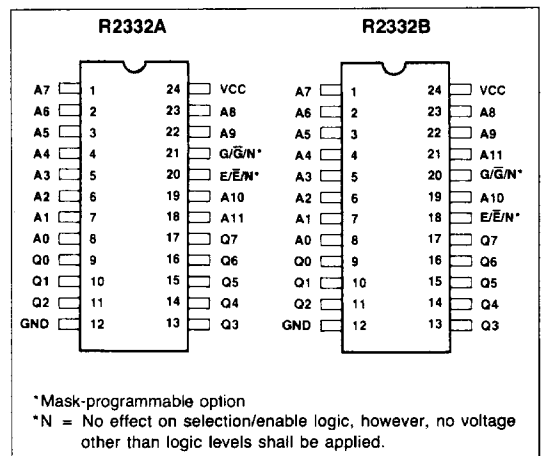 R2332A R2332B
A7 1 24 VCC A7 1 24 VCC
A6 2 23 A8 A6 2 23 A8
A5 3 22 A9 A5 3 22 A9
A4 4 21 G/G̅/N* A4 4 21 A11
A3 5 20 E/E̅/N* A3 5 20 G/G̅/N*
A2 6 19 A10 A2 6 19 A10
A1 7 18 A11 A1 7 18 E/E̅/N*
A0 8 17 Q7 A0 8 17 Q7
Q0 9 16 Q6 Q0 9 16 Q6
Q1 10 15 Q5 Q1 10 15 Q5
Q2 11 14 Q4 Q2 11 14 Q4
GND 12 13 Q3 GND 12 13 Q3
*Mask-programmable option
*N = No effect on selection/enable logic, however, no voltage
other than logic levels shall be applied.